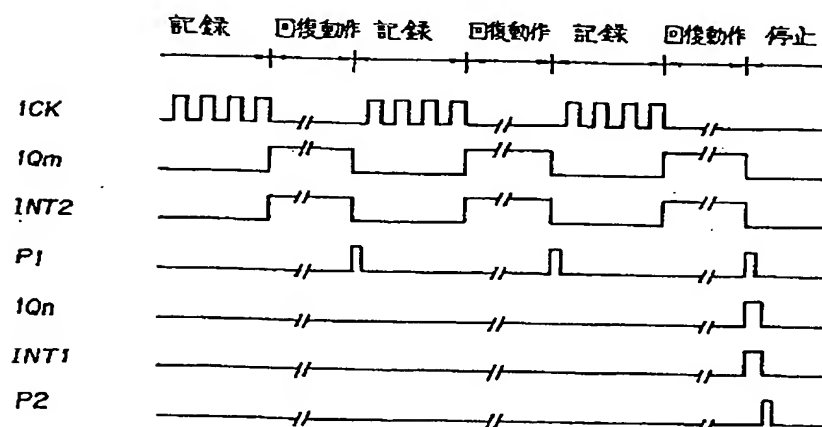 記録 回復動作 記録 回復動作 記録 回復動作 停止
1CK
1Qm
INT2
P1
1Qn
INT1
P2